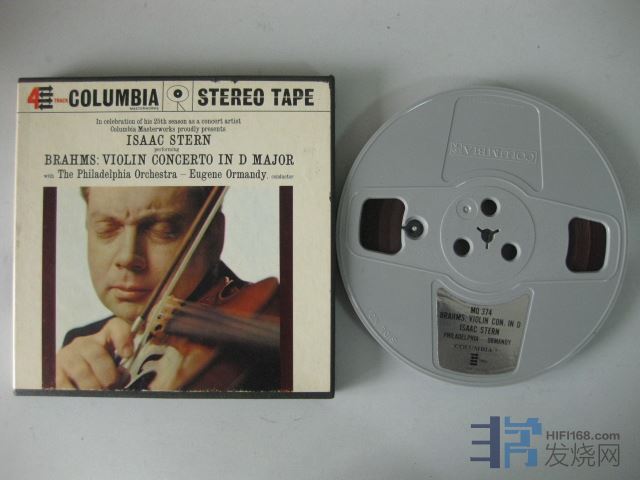 4 TRACK COLUMBIA MASTERWORKS STEREO TAPE
In celebration of his 25th season as a concert artist
Columbia Masterworks proudly presents
ISAAC STERN
performing
BRAHMS: VIOLIN CONCERTO IN D MAJOR
with The Philadelphia Orchestra – Eugene Ormandy, conductor
COLUMBIA
MQ 374
BRAHMS: VIOLIN CON. IN D
ISAAC STERN
PHILADELPHIA ORMANDY
COLUMBIA
HIFI168.com
发烧网